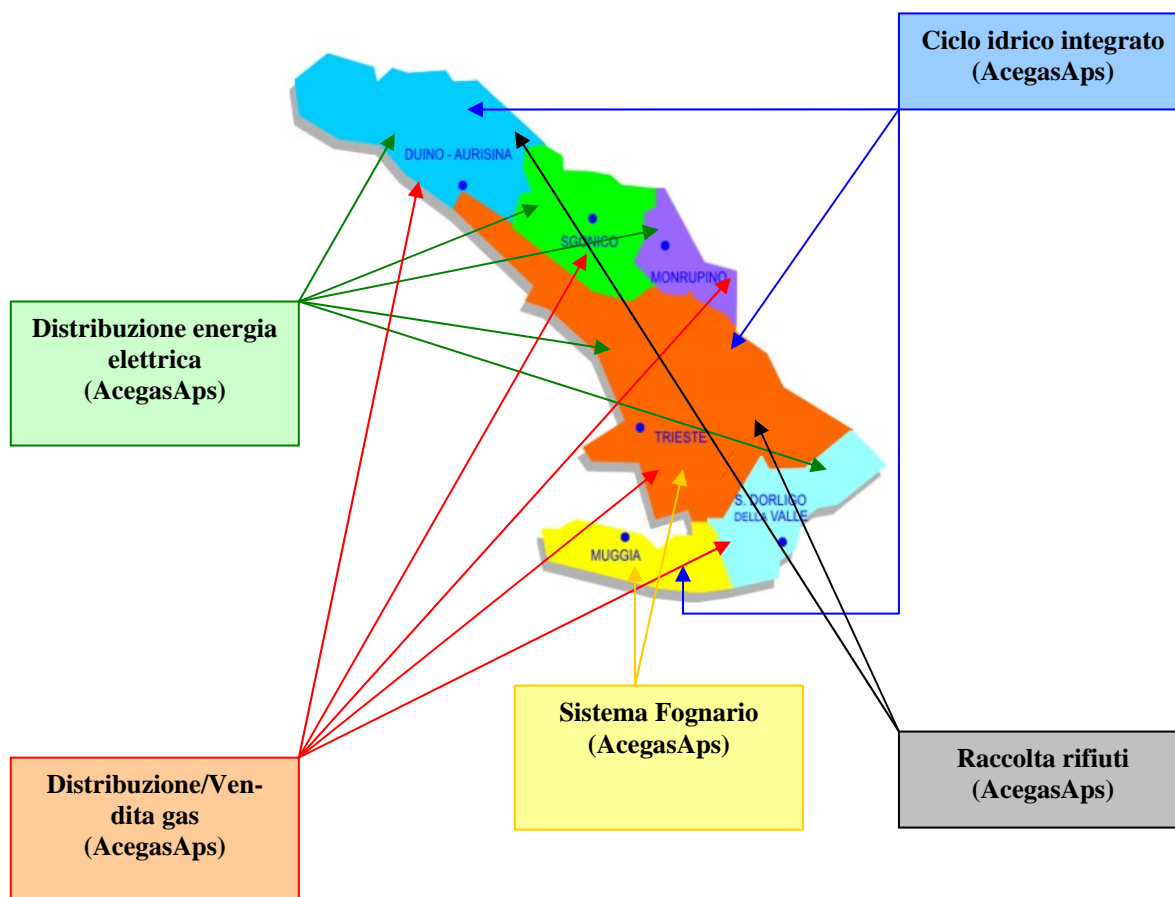 Ciclo idrico integrato
(AcegasAps)
DUINO - AURISINA
SGONICO
MONRUPINO
Distribuzione energia
elettrica
(AcegasAps)
TRIESTE
S. DORLIGO
DELLA VALLE
MUGGIA
Sistema Fognario
(AcegasAps)
Raccolta rifiuti
(AcegasAps)
Distribuzione/Ven-
dita gas
(AcegasAps)